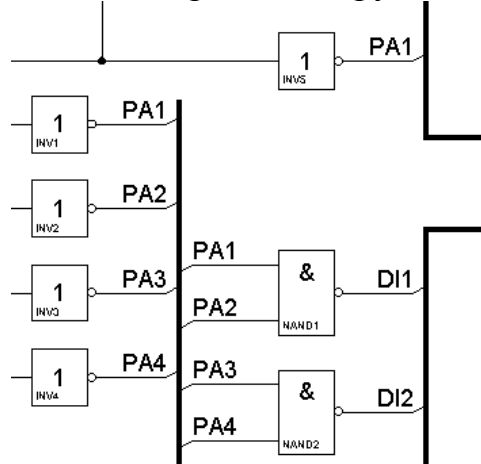 1
INV5
PA1
1
INV1
PA1
1
INV2
PA2
1
INV3
PA3
1
INV4
PA4
PA1
PA2
&
NAND1
DI1
PA3
PA4
&
NAND2
DI2